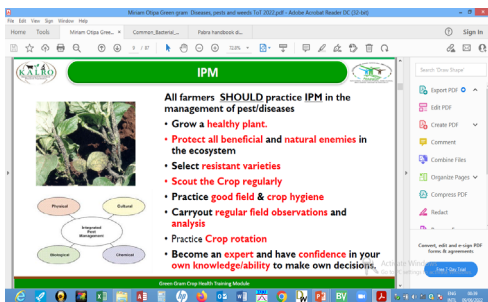 Miriam Otipa Green-gram Diseases, pests and weeds ToT 2022.pdf - Adobe Acrobat Reader DC (32-bit)
File Edit View Sign Window Help
Home Tools Miriam Otipa Gree... Common_Bacterial_... Pabra handbook d... Sign In
KALRO
IPM
All farmers SHOULD practice IPM in the
management of pest/diseases
• Grow a healthy plant.
• Protect all beneficial and natural enemies in
the ecosystem
• Select resistant varieties
• Scout the Crop regularly
• Practice good field & crop hygiene
• Carryout regular field observations and
analysis
• Practice Crop rotation
• Become an expert and have confidence in your
own knowledge/ability to make own decisions.
Physical
Cultural
Integrated
Pest
Management
Biological
Chemical
Green Gram Crop Health Training Module
Search 'Draw Shape'
Export PDF
Edit PDF
Create PDF
Comment
Combine Files
Organize Pages
Compress PDF
Redact
Convert, edit and e-sign PDF
forms & agreements
Free 7-Day Trial
Activate Windows